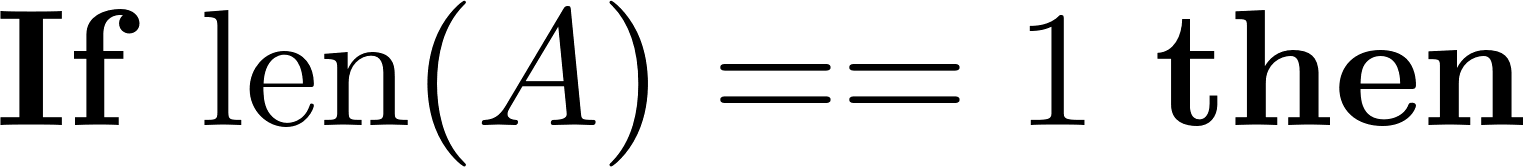 If len(A) == 1 then